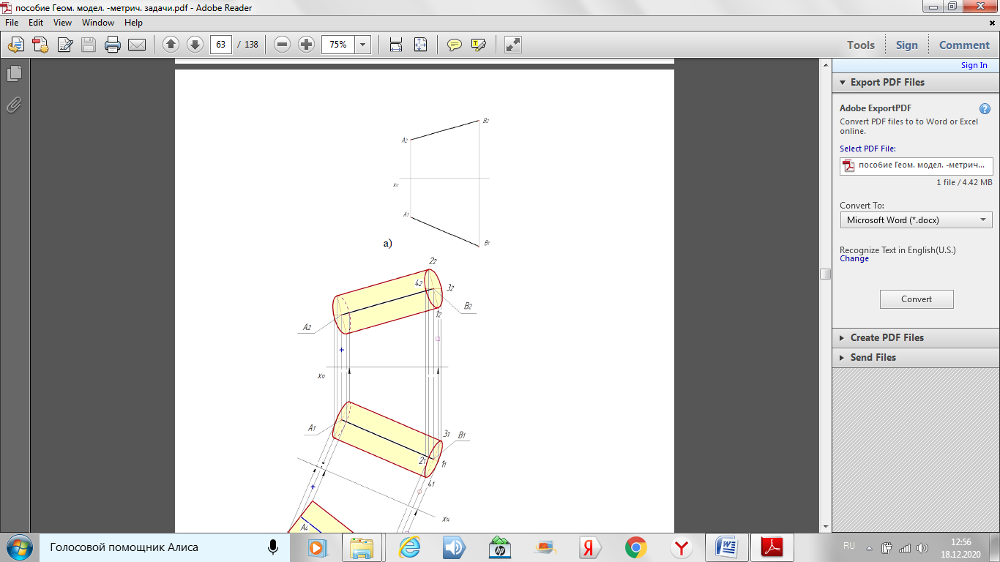 пособие Геом. модел. -метрич. задачи.pdf - Adobe Reader
File Edit View Window Help
63 / 138 75% Tools Sign Comment
Sign In
Export PDF Files
Adobe ExportPDF
Convert PDF files to to Word or Excel
online.
Select PDF File:
пособие Геом. модел. -метрич...
1 file / 4.42 MB
Convert To:
Microsoft Word (*.docx)
Recognize Text in English(U.S.)
Change
Convert
Create PDF Files
Send Files
B2
A2
A1
B1
а)
22
42
32
B2
12
A2
x12
A1
31
B1
21
11
41
x14
A4
Голосовой помощник Алиса
RU
12:56
18.12.2020